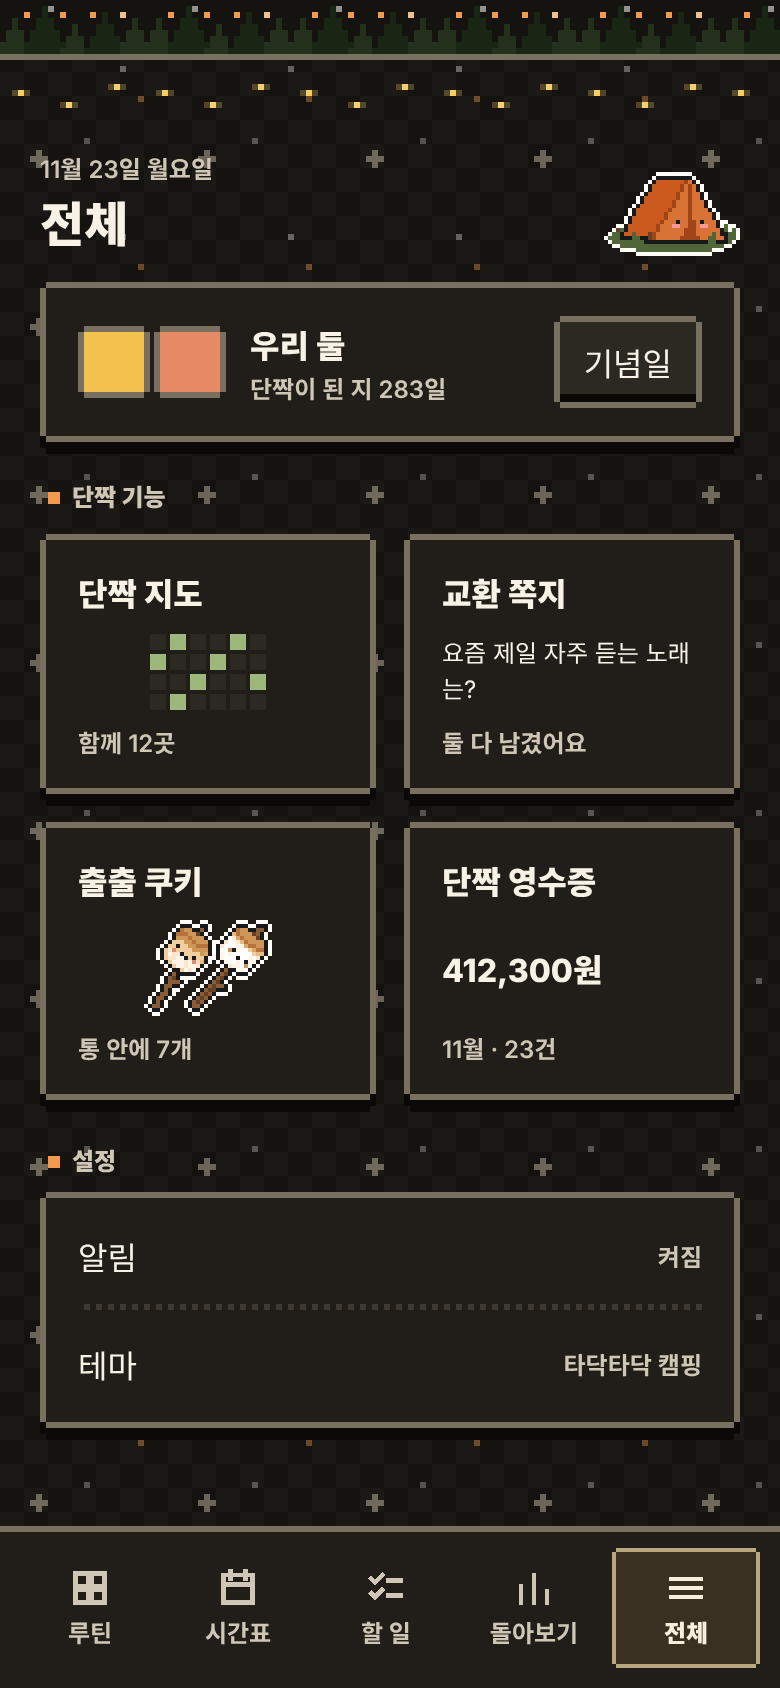 11월 23일 월요일
전체
우리 둘
단짝이 된 지 283일
기념일
단짝 기능
단짝 지도
함께 12곳
교환 쪽지
요즘 제일 자주 듣는 노래
는?
둘 다 남겼어요
출출 쿠키
통 안에 7개
단짝 영수증
412,300원
11월 · 23건
설정
알림
켜짐
테마
타닥타닥 캠핑
루틴
시간표
할 일
돌아보기
전체